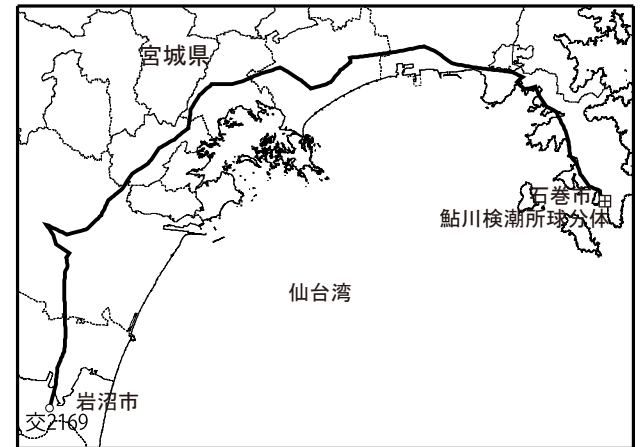 宮城県
石巻市
鮎川検潮所球分体
仙台湾
岩沼市
交2169